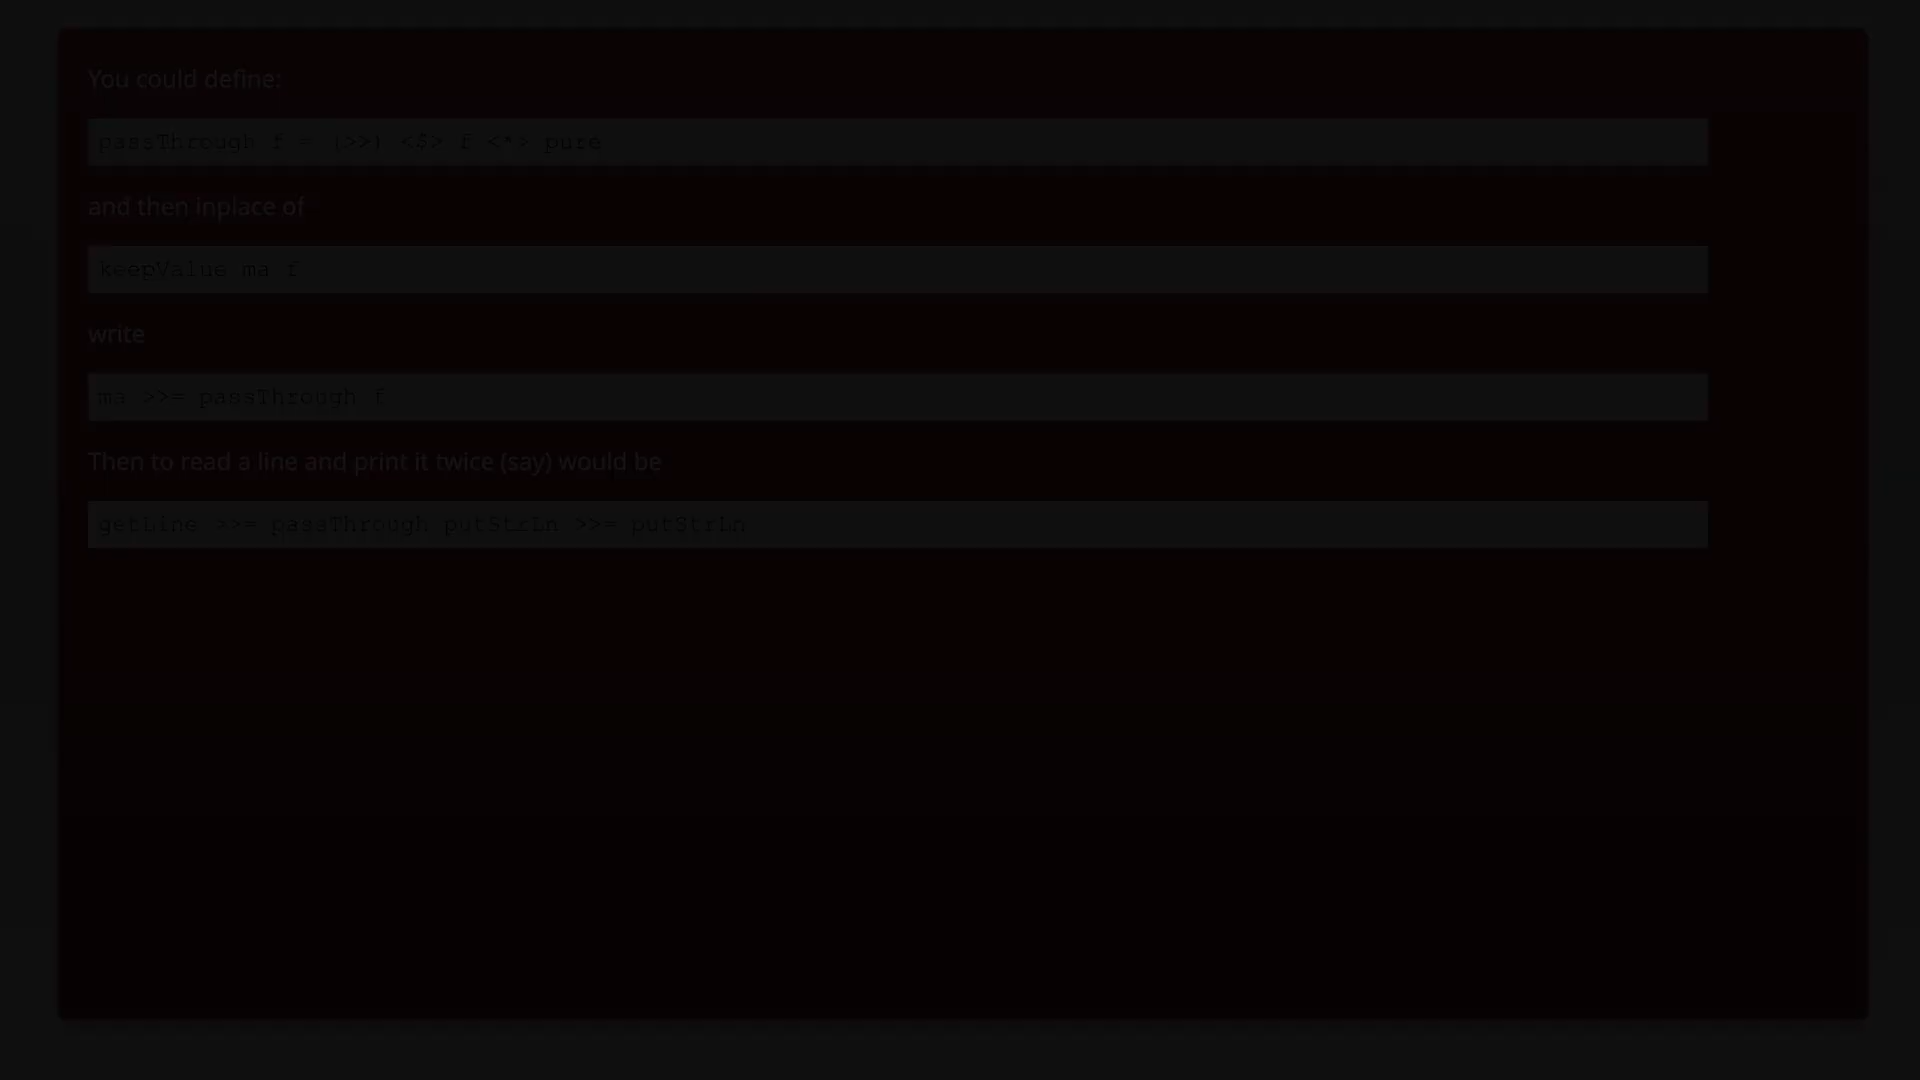 You could define:
passThrough f = (>>) <$> f <*> pure
and then inplace of
keepValue ma f
write
ma >>= passThrough f
Then to read a line and print it twice (say) would be
getLine >>= passThrough putStrLn >>= putStrLn